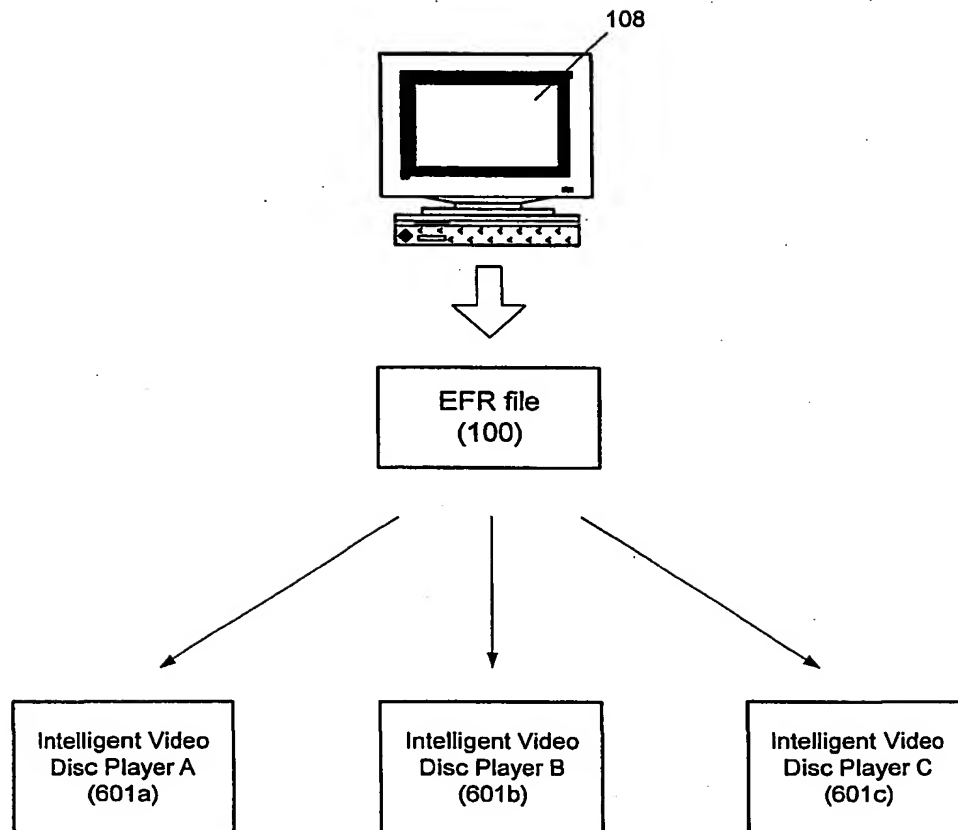 108
EFR file
(100)
Intelligent Video
Disc Player A
(601a)
Intelligent Video
Disc Player B
(601b)
Intelligent Video
Disc Player C
(601c)